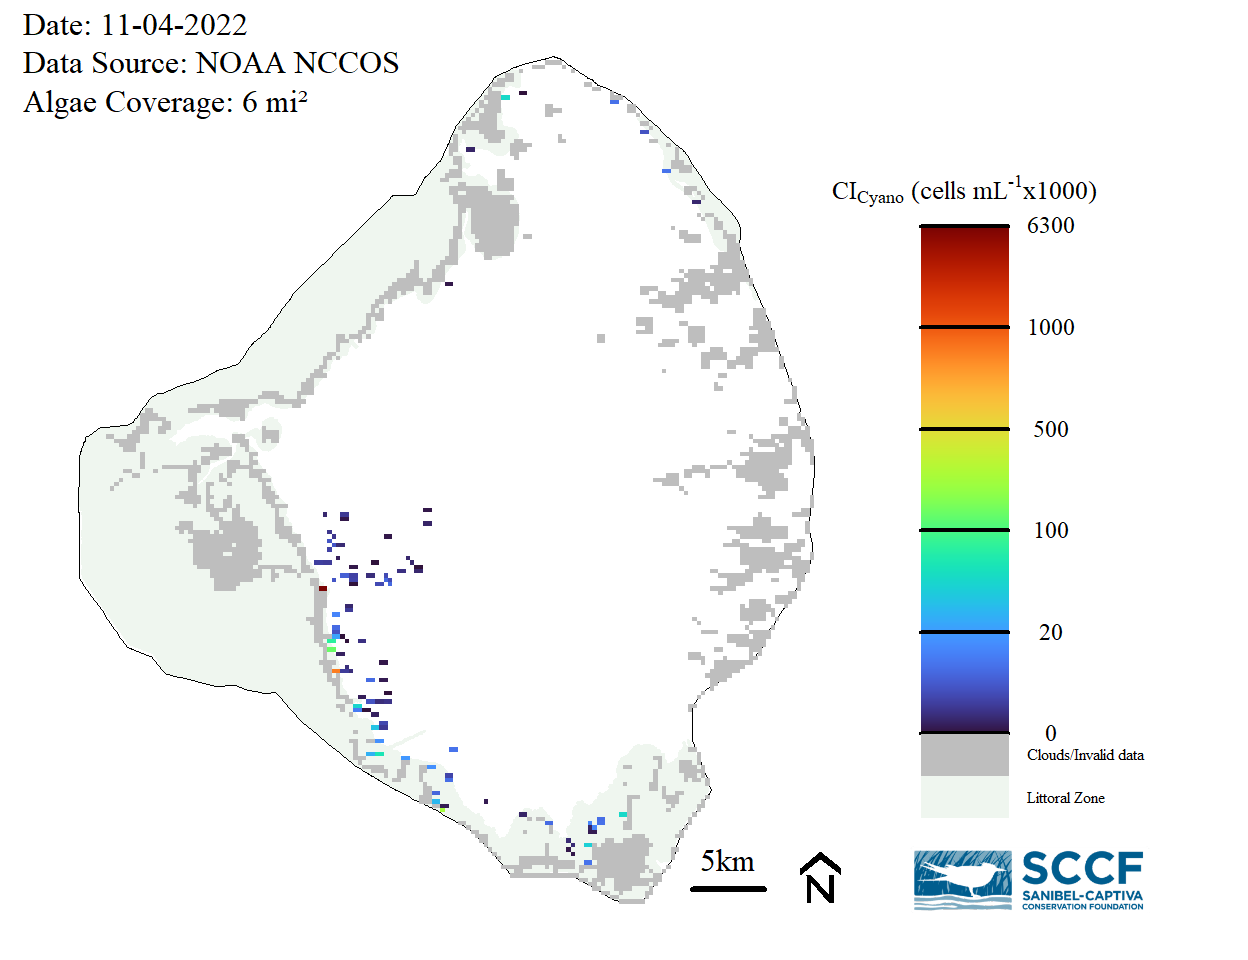 Date: 11-04-2022
Data Source: NOAA NCCOS
Algae Coverage: 6 mi²
CICyano (cells mL-1x1000)
6300
1000
500
100
20
0
Clouds/Invalid data
Littoral Zone
5km
N
SCCF
SANIBEL-CAPTIVA
CONSERVATION FOUNDATION